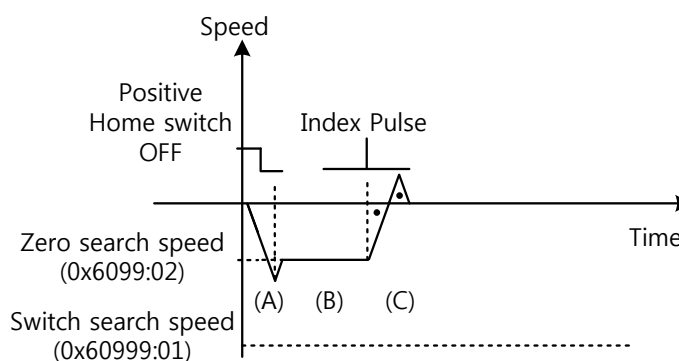 Speed
Positive
Home switch
OFF
Index Pulse
Time
Zero search speed
(0x6099:02)
(A)
(B)
(C)
Switch search speed
(0x60999:01)